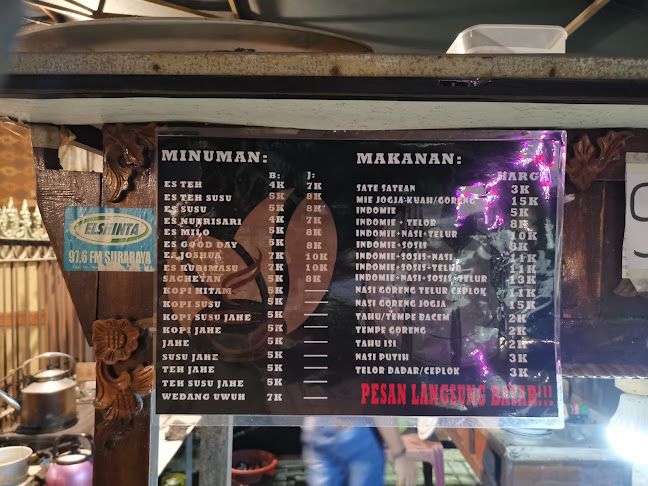 MINUMAN:
B: J:
ES TEH 4K 7K
ES TEH SUSU 5K 8K
ES SUSU 5K 8K
ES NUTRISARI 4K 7K
ES MILO 5K 8K
ES GOOD DAY 5K 8K
ES JOSHUA 7K 10K
ES KUBIMASU 7K 10K
SACHETAN 5K 8K
KOPI HITAM 5K —
KOPI SUSU 5K —
KOPI SUSU JAHE 5K —
KOPI JAHE 5K —
JAHE 5K —
SUSU JAHE 5K —
TEH JAHE 5K —
TEH SUSU JAHE 5K —
WEDANG UWUH 7K —
MAKANAN:
HARGA
SATE SATEAN 3K
MIE JOGJA KUAH/GORENG 15K
INDOMIE 5K
INDOMIE + TELOR 8K
INDOMIE+NASI+TELUR 10K
INDOMIE+SOSIS 8K
INDOMIE+SOSIS+NASI 11K
INDOMIE+SOSIS+TELUR 11K
INDOMIE+NASI+SOSIS+TELUR 13K
NASI GORENG TELUR CEPLOK 11K
NASI GORENG JOGJA 15K
TAHU/TEMPE BACEM 2K
TEMPE GORENG 2K
TAHU ISI 2K
NASI PUTIH 3K
TELOR DADAR/CEPLOK 3K
PESAN LANGSUNG BAYAR!!!
ELSHINTA
97.6 FM SURABAYA